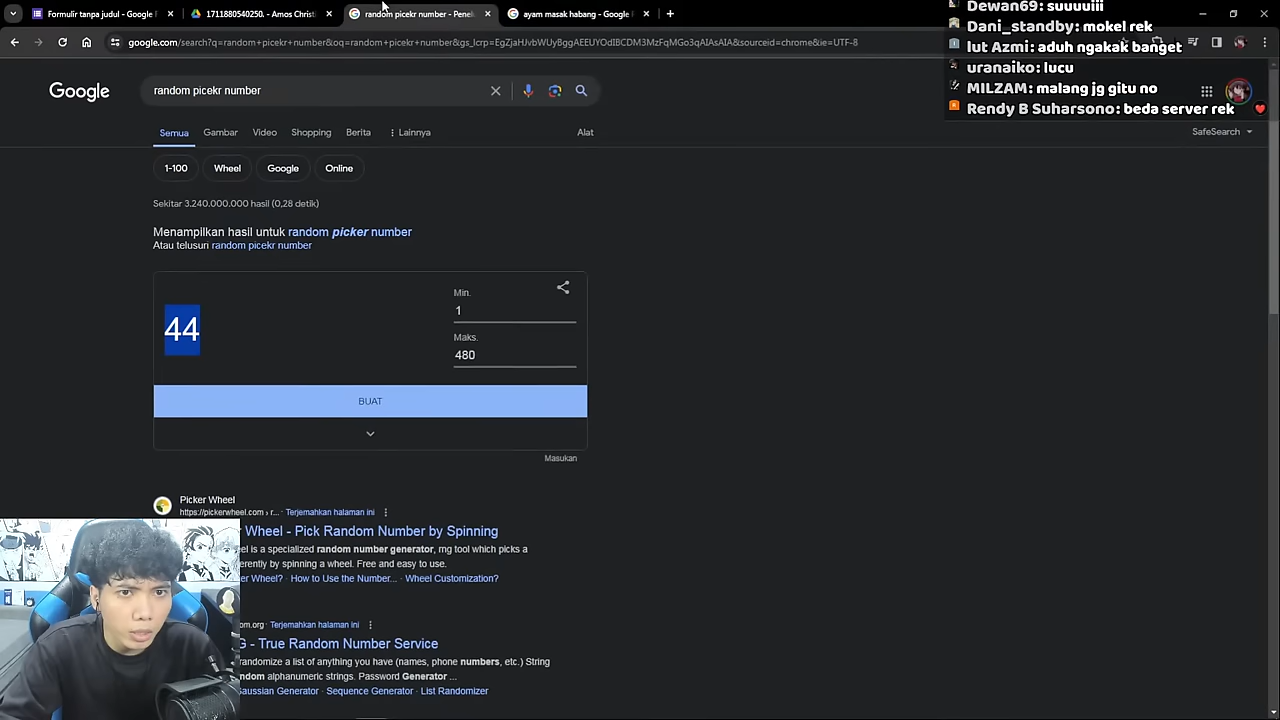 Formulir tanpa judul - Google F
1711880540250. - Amos Christi
random picekr number - Penel
ayam masak habang - Google P
google.com/search?q=random+picekr+number&oq=random+picekr+number&gs_lcrp=EgZjaHJvbWUyBggAEEUYOdIBCDM3MzFqMGo3qAIAsAIA&sourceid=chrome&ie=UTF-8
Dewan69: suuuuiii
Dani_standby: mokel rek
lut Azmi: aduh ngakak banget
uranaiko: lucu
MILZAM: malang jg gitu no
Rendy B Suharsono: beda server rek
Google
random picekr number
Semua
Gambar
Video
Shopping
Berita
Lainnya
Alat
SafeSearch
1-100
Wheel
Google
Online
Sekitar 3.240.000.000 hasil (0,28 detik)
Menampilkan hasil untuk random picker number
Atau telusuri random picekr number
44
Min.
1
Maks.
480
BUAT
Masukan
Picker Wheel
https://pickerwheel.com › r... · Terjemahkan halaman ini
Wheel - Pick Random Number by Spinning
is a specialized random number generator, rng tool which picks a
by spinning a wheel. Free and easy to use.
Wheel? · How to Use the Number... · Wheel Customization?
Terjemahkan halaman ini
- True Random Number Service
randomize a list of anything you have (names, phone numbers, etc.) String
alphanumeric strings. Password Generator ...
Generator · Sequence Generator · List Randomizer